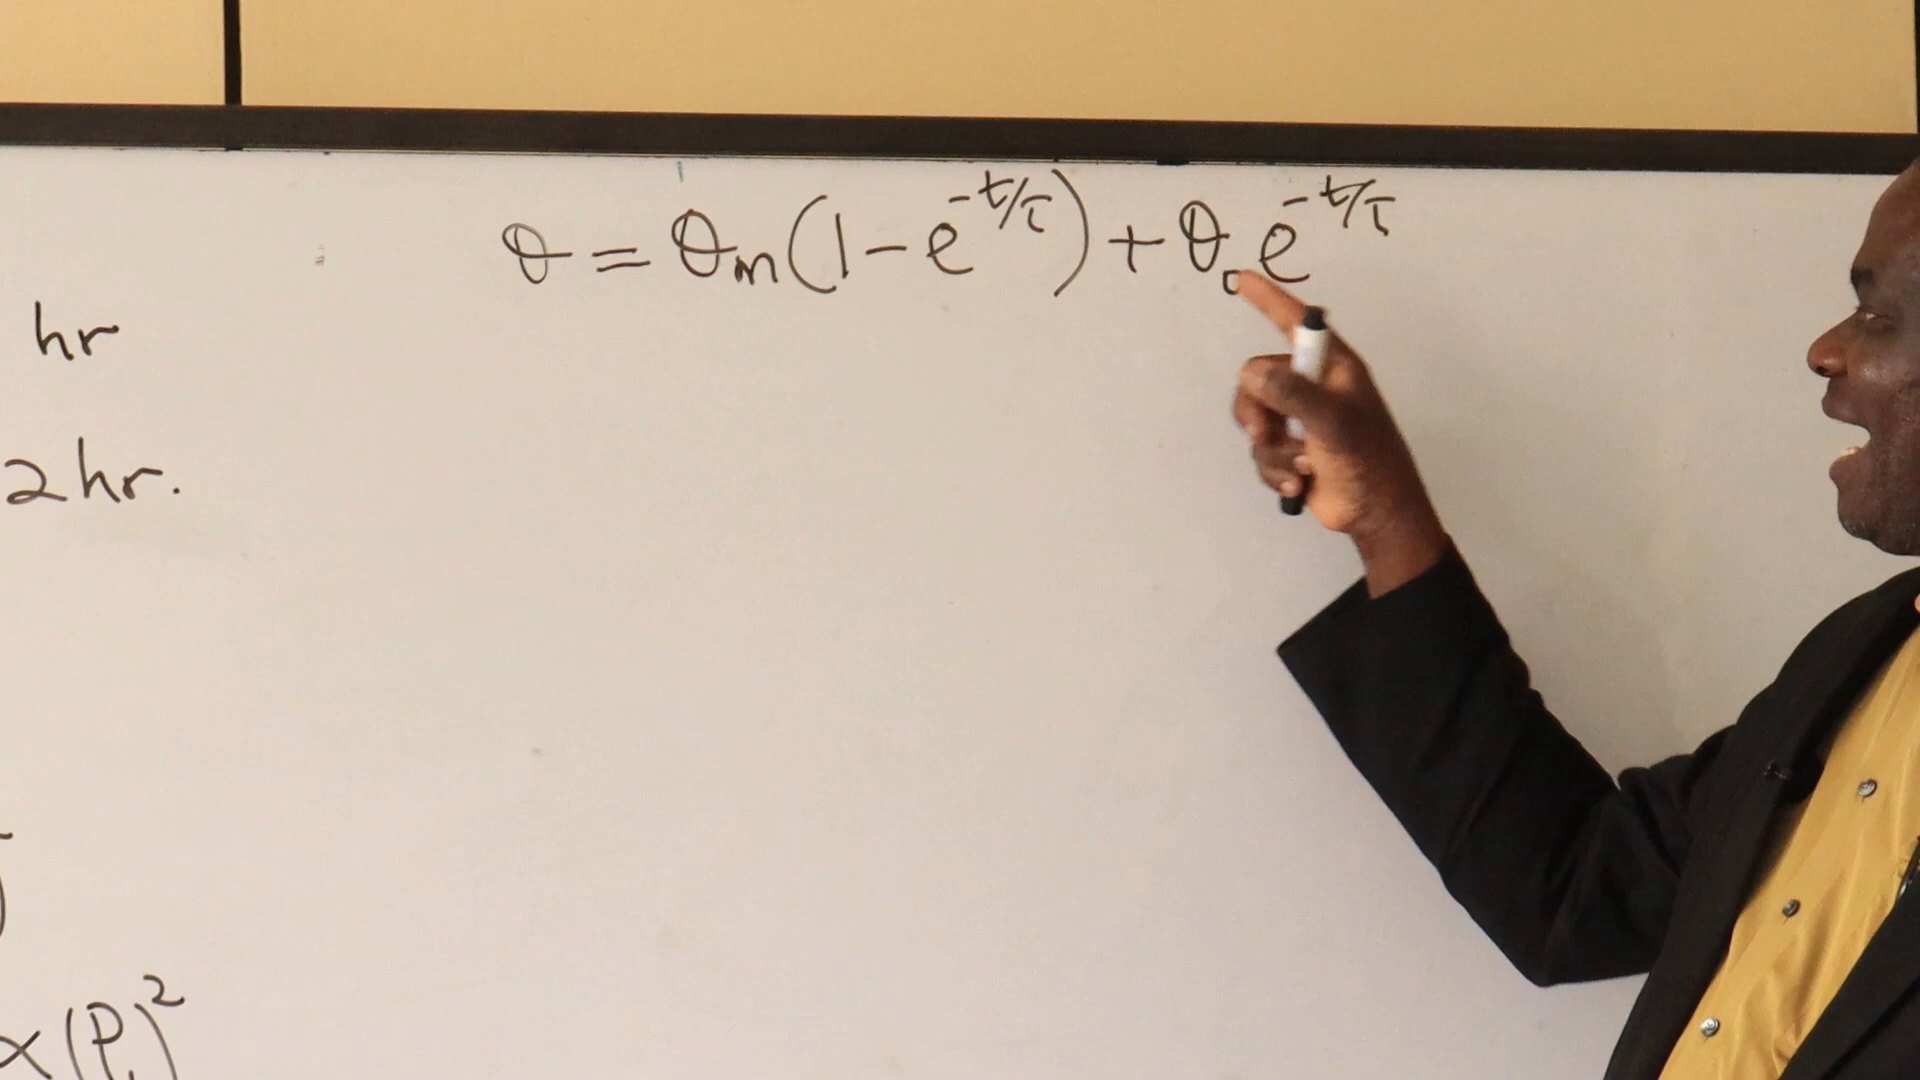 θ = θm(1 - e^{-t/τ}) + θ₀e^{-t/τ}
hr
2hr.
∝ (P₁)²